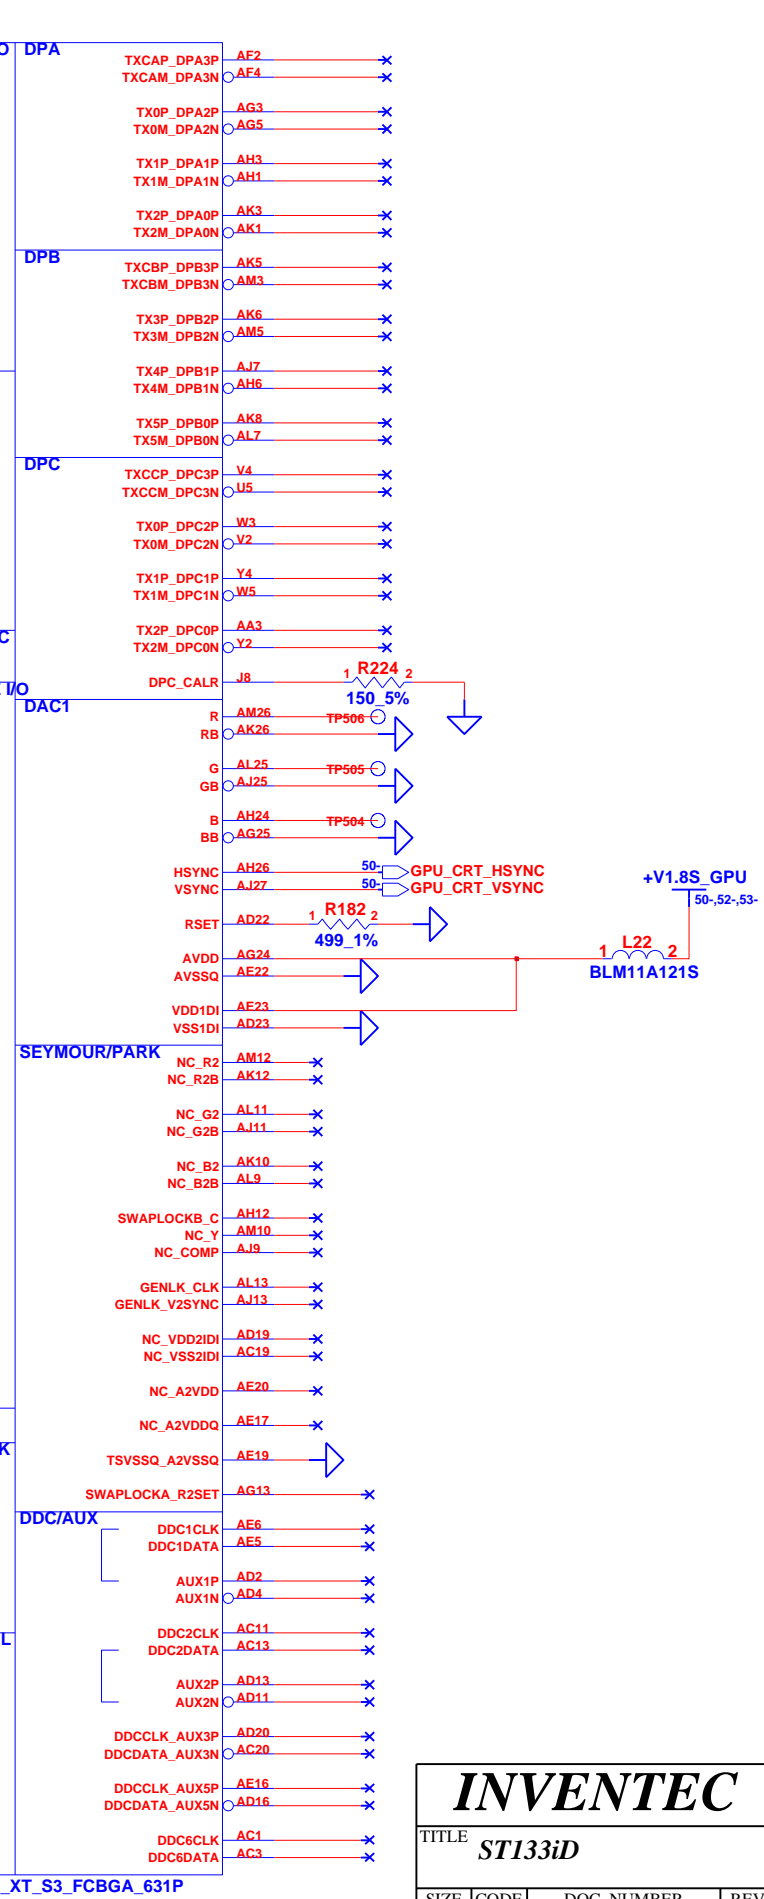 O DPA
TXCAP_DPA3P AF2
TXCAM_DPA3N AF4
TX0P_DPA2P AG3
TX0M_DPA2N AG5
TX1P_DPA1P AH3
TX1M_DPA1N AH1
TX2P_DPA0P AK3
TX2M_DPA0N AK1
DPB
TXCBP_DPB3P AK5
TXCBM_DPB3N AM3
TX3P_DPB2P AK6
TX3M_DPB2N AM5
TX4P_DPB1P AJ7
TX4M_DPB1N AH6
TX5P_DPB0P AK8
TX5M_DPB0N AL7
DPC
TXCCP_DPC3P V4
TXCCM_DPC3N U5
TX0P_DPC2P W3
TX0M_DPC2N V2
TX1P_DPC1P Y4
TX1M_DPC1N W5
C TX2P_DPC0P AA3
TX2M_DPC0N Y2
DPC_CALR J8 1 R224 2
I/O 150_5%
DAC1
R AM26 TP506
RB AK26
G AL25 TP505
GB AJ25
B AH24 TP504
BB AG25
HSYNC AH26 50- GPU_CRT_HSYNC
VSYNC AJ27 50- GPU_CRT_VSYNC
+V1.8S_GPU
50-,52-,53-
RSET AD22 1 R182 2
499_1%
AVDD AG24 1 L22 2
AVSSQ AE22 BLM11A121S
VDD1DI AE23
VSS1DI AD23
SEYMOUR/PARK
NC_R2 AM12
NC_R2B AK12
NC_G2 AL11
NC_G2B AJ11
NC_B2 AK10
NC_B2B AL9
SWAPLOCKB_C AH12
NC_Y AM10
NC_COMP AJ9
GENLK_CLK AL13
GENLK_V2SYNC AJ13
NC_VDD2IDI AD19
NC_VSS2IDI AC19
NC_A2VDD AE20
NC_A2VDDQ AE17
K
TSVSSQ_A2VSSQ AE19
SWAPLOCKA_R2SET AG13
DDC/AUX
DDC1CLK AE6
DDC1DATA AE5
AUX1P AD2
AUX1N AD4
DDC2CLK AC11
L DDC2DATA AC13
AUX2P AD13
AUX2N AD11
DDCCLK_AUX3P AD20
DDCDATA_AUX3N AC20
DDCCLK_AUX5P AE16
DDCDATA_AUX5N AD16
DDC6CLK AC1
DDC6DATA AC3
_XT_S3_FCBGA_631P
INVENTEC
TITLE ST133iD
SIZE CODE DOC. NUMBER REV